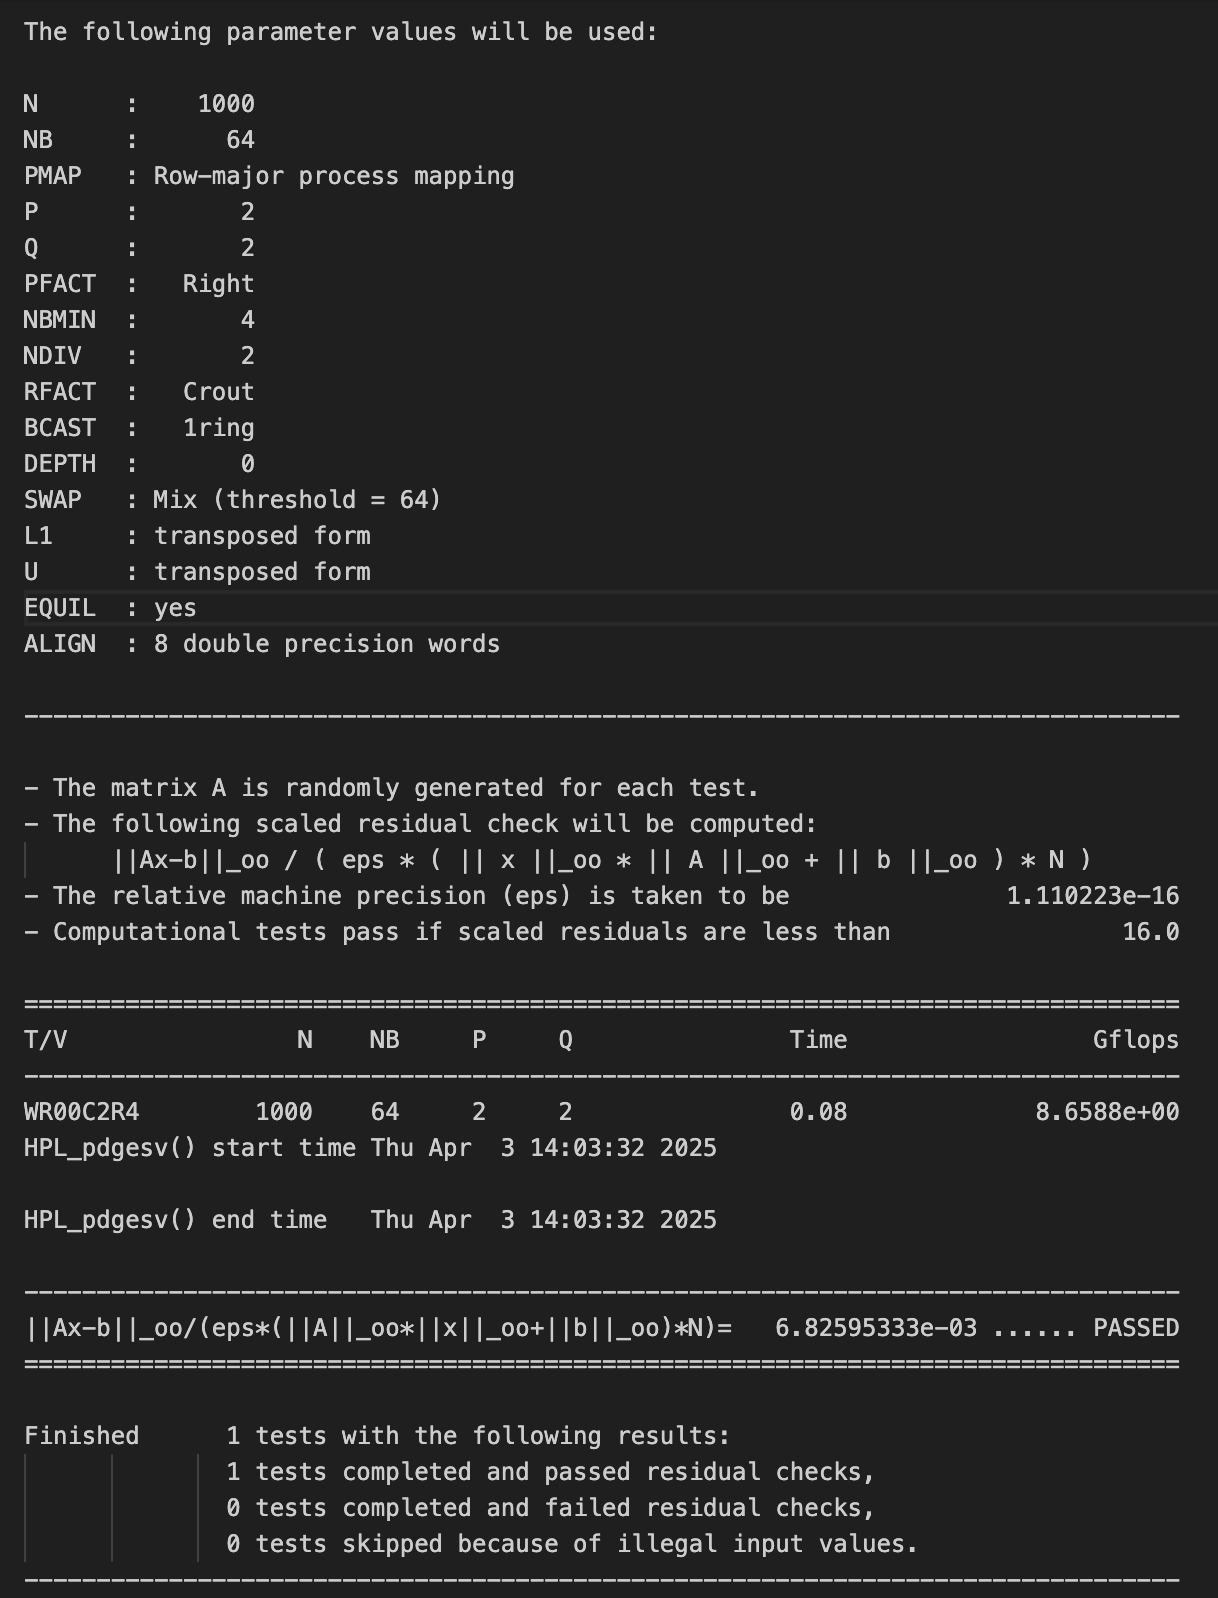 The following parameter values will be used:
N      :    1000
NB     :      64
PMAP   : Row-major process mapping
P      :       2
Q      :       2
PFACT  :   Right
NBMIN  :       4
NDIV   :       2
RFACT  :   Crout
BCAST  :   1ring
DEPTH  :       0
SWAP   : Mix (threshold = 64)
L1     : transposed form
U      : transposed form
EQUIL  : yes
ALIGN  : 8 double precision words
--------------------------------------------------------------------------------
- The matrix A is randomly generated for each test.
- The following scaled residual check will be computed:
      ||Ax-b||_oo / ( eps * ( || x ||_oo * || A ||_oo + || b ||_oo ) * N )
- The relative machine precision (eps) is taken to be               1.110223e-16
- Computational tests pass if scaled residuals are less than                16.0
================================================================================
T/V                N    NB     P     Q               Time                 Gflops
--------------------------------------------------------------------------------
WR00C2R4        1000    64     2     2               0.08             8.6588e+00
HPL_pdgesv() start time Thu Apr  3 14:03:32 2025
HPL_pdgesv() end time   Thu Apr  3 14:03:32 2025
--------------------------------------------------------------------------------
||Ax-b||_oo/(eps*(||A||_oo*||x||_oo+||b||_oo)*N)=   6.82595333e-03 ...... PASSED
================================================================================
Finished      1 tests with the following results:
              1 tests completed and passed residual checks,
              0 tests completed and failed residual checks,
              0 tests skipped because of illegal input values.
--------------------------------------------------------------------------------